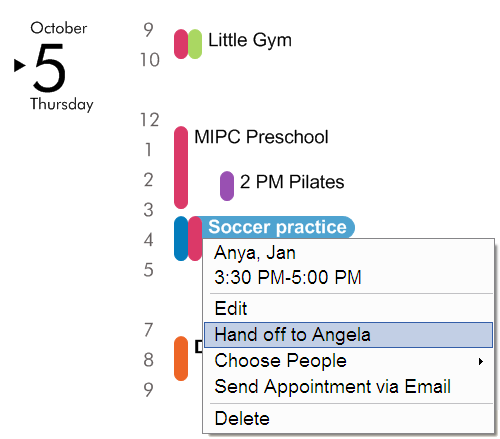 October
5
Thursday
9
Little Gym
10
12
MIPC Preschool
1
2
2 PM Pilates
3
Soccer practice
4
Anya, Jan
5
3:30 PM-5:00 PM
Edit
7
Hand off to Angela
8
Choose People
9
Send Appointment via Email
Delete